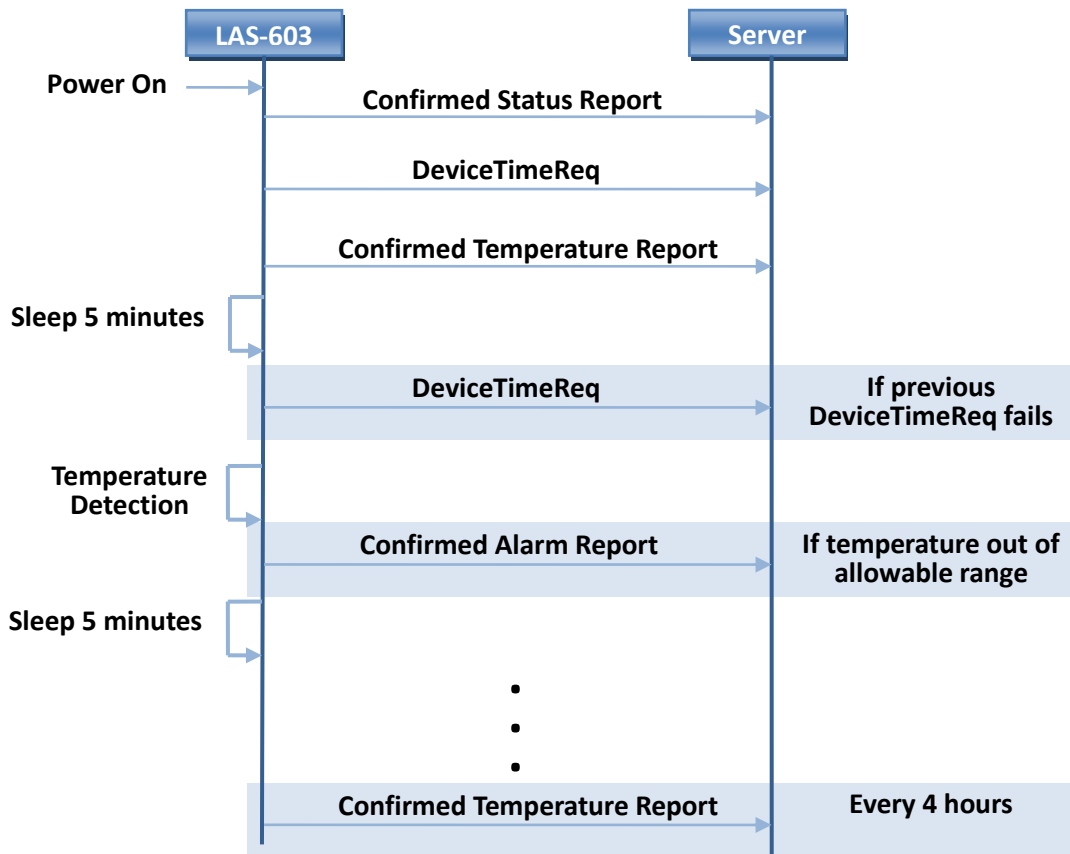 LAS-603
Server
Power On
Confirmed Status Report
DeviceTimeReq
Confirmed Temperature Report
Sleep 5 minutes
DeviceTimeReq
If previous
DeviceTimeReq fails
Temperature
Detection
Confirmed Alarm Report
If temperature out of
allowable range
Sleep 5 minutes
Confirmed Temperature Report
Every 4 hours